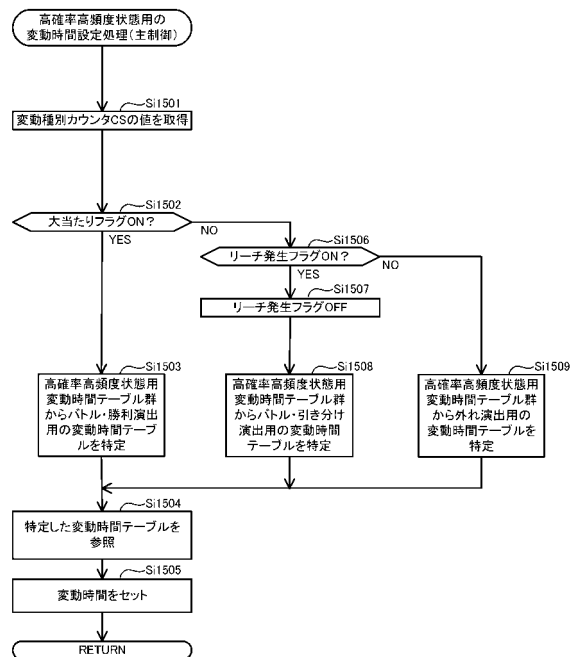 高確率高頻度状態用の
変動時間設定処理(主制御)
Si1501
変動種別カウンタCSの値を取得
Si1502
大当たりフラグON?
YES
NO
Si1506
リーチ発生フラグON?
YES
NO
Si1507
リーチ発生フラグOFF
Si1503
高確率高頻度状態用
変動時間テーブル群
からバトル・勝利演出
用の変動時間テーブ
ルを特定
Si1508
高確率高頻度状態用
変動時間テーブル群
からバトル・引き分け
演出用の変動時間
テーブルを特定
Si1509
高確率高頻度状態用
変動時間テーブル群
から外れ演出用の
変動時間テーブルを
特定
Si1504
特定した変動時間テーブルを
参照
Si1505
変動時間をセット
RETURN